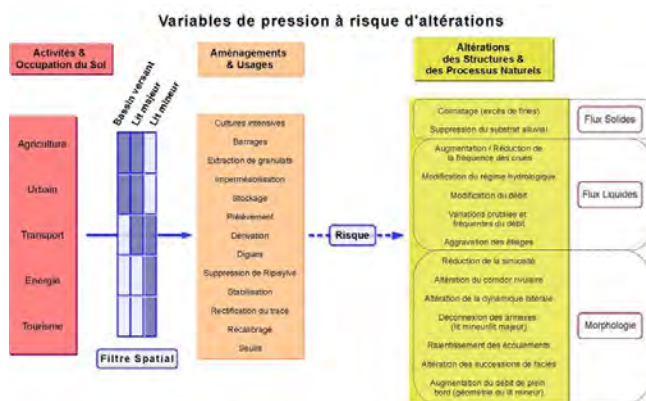 Variables de pression à risque d'altérations
Activités &
Occupation du Sol
Bassin versant
Lit majeur
Lit mineur
Agriculture
Urbain
Transport
Energie
Tourisme
Filtre Spatial
Aménagements
& Usages
Cultures intensives
Barrages
Extraction de granulats
Imperméabilisation
Stockage
Prélèvement
Dérivation
Digues
Suppression de Ripisylve
Stabilisation
Rectification du tracé
Recalibrage
Seuils
Risque
Altérations
des Structures &
des Processus Naturels
Colmatage (excès de fines)
Suppression du substrat alluvial
Flux Solides
Augmentation / Réduction de
la fréquence des crues
Modification du régime hydrologique
Modification du débit
Variations brutales et
fréquentes du débit
Aggravation des étiages
Flux Liquides
Réduction de la sinuosité
Altération du corridor rivulaire
Altération de la dynamique latérale
Déconnexion des annexes
(lit mineur/lit majeur)
Ralentissement des écoulements
Altération des successions de faciès
Augmentation du débit de plein
bord (géométrie du lit mineur)
Morphologie